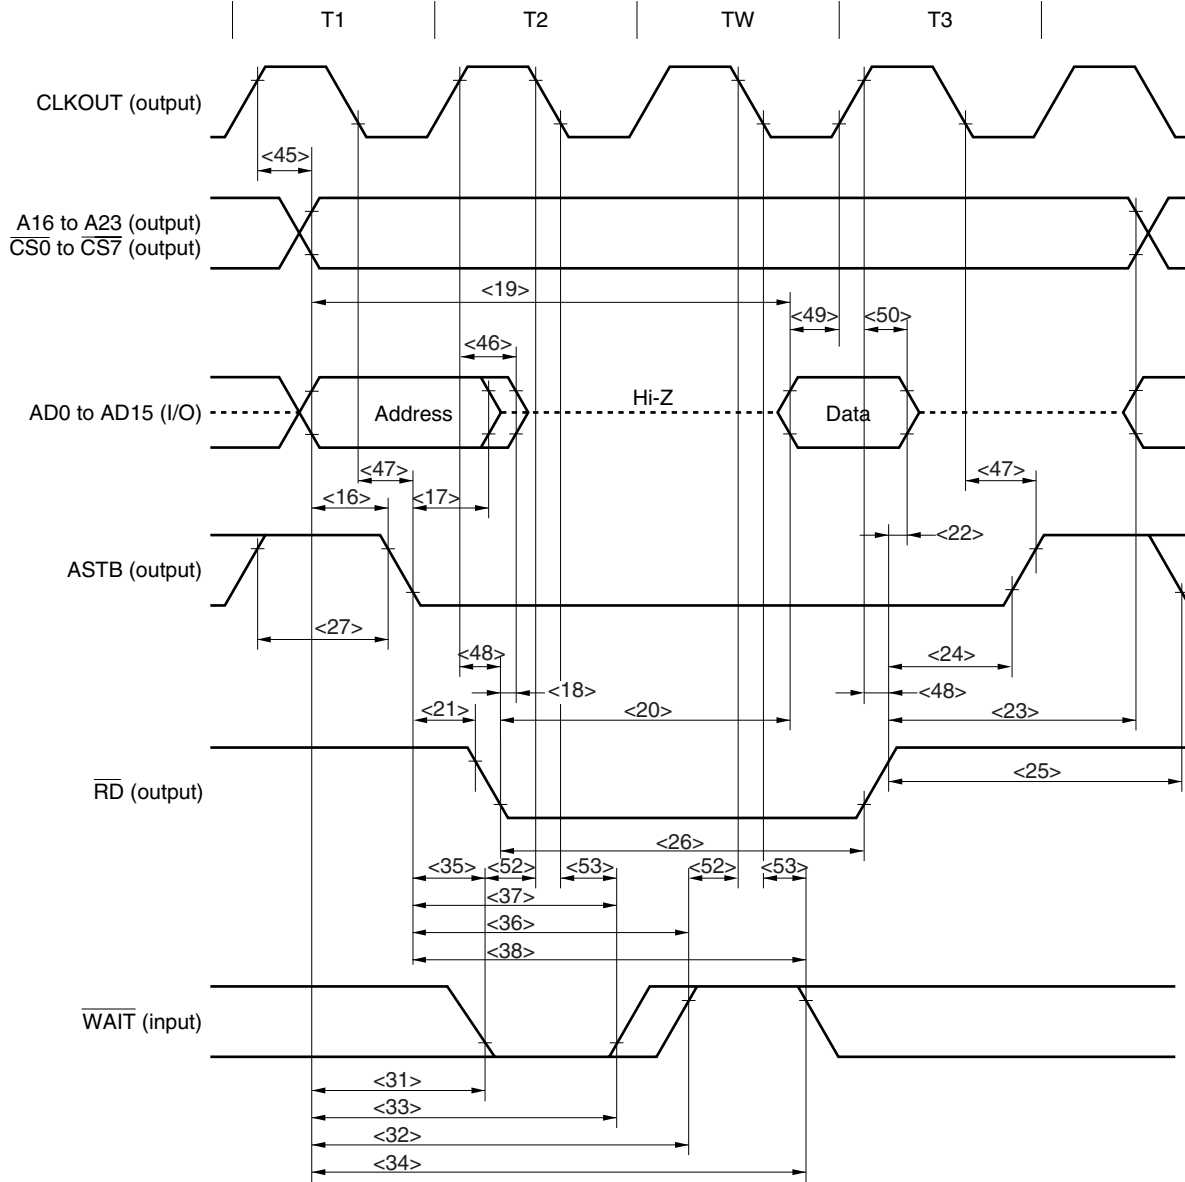 T1 T2 TW T3
CLKOUT (output)
<45>
A16 to A23 (output)
CS0 to CS7 (output)
<19>
<49> <50>
<46>
Hi-Z
AD0 to AD15 (I/O)
Address
Data
<47> <47>
<16> <17>
<22>
ASTB (output)
<27>
<48> <24>
<18> <48>
<21> <20> <23>
<25>
RD (output)
<26>
<35> <52> <53> <52> <53>
<37>
<36>
<38>
WAIT (input)
<31>
<33>
<32>
<34>